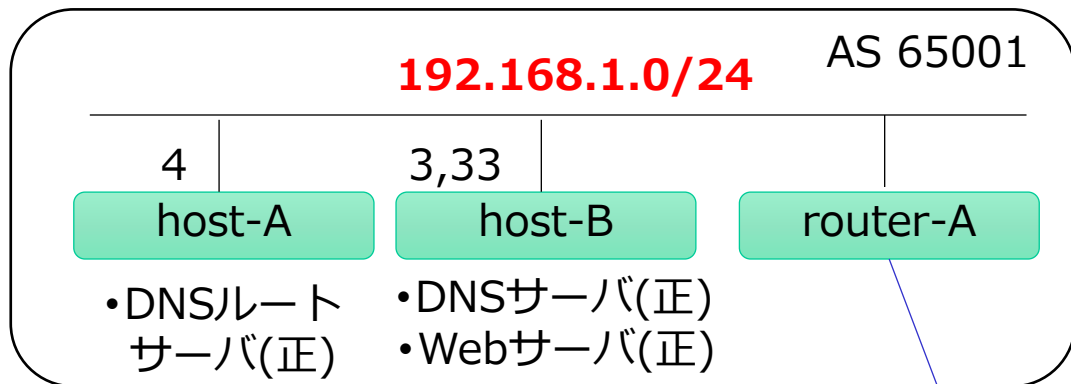 AS 65001
192.168.1.0/24
4
3,33
host-A
host-B
router-A
•DNSルート
サーバ(正)
•DNSサーバ(正)
•Webサーバ(正)